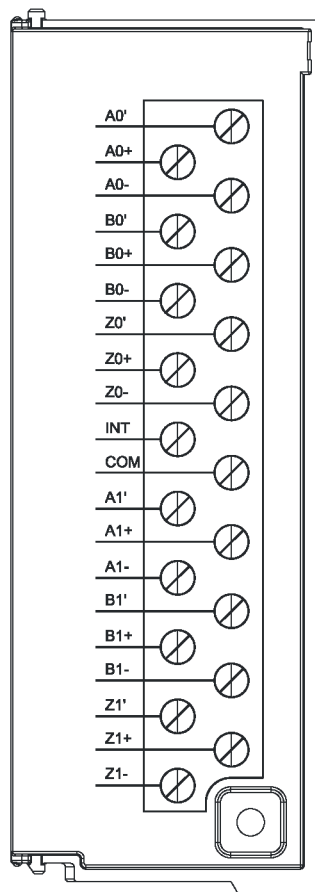 A0'
A0+
A0-
B0'
B0+
B0-
Z0'
Z0+
Z0-
INT
COM
A1'
A1+
A1-
B1'
B1+
B1-
Z1'
Z1+
Z1-